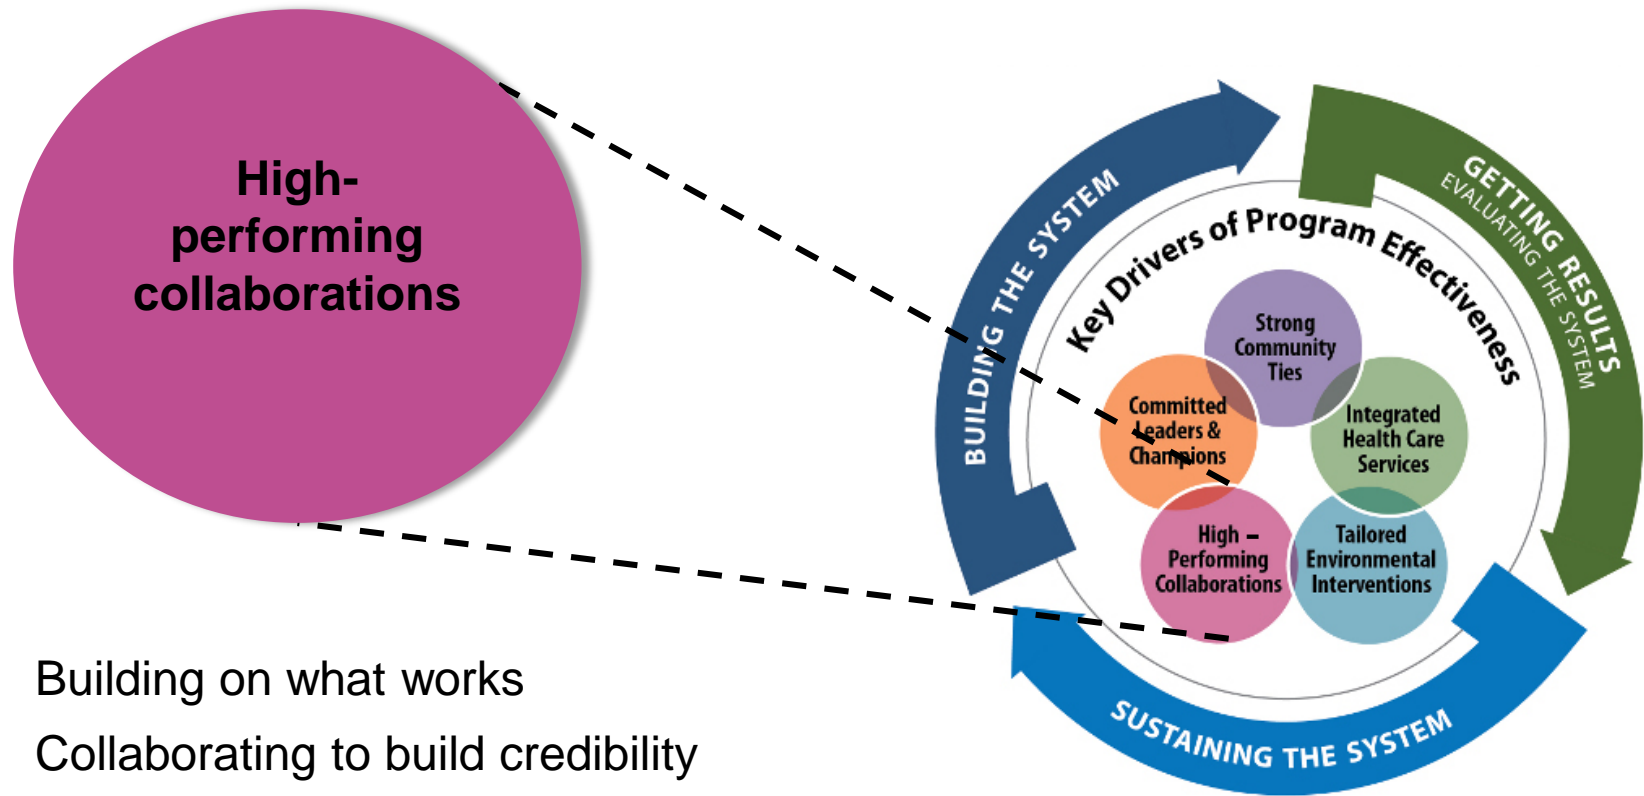 High-
performing
collaborations
Building on what works
Collaborating to build credibility
BUILDING THE SYSTEM
GETTING RESULTS
EVALUATING THE SYSTEM
SUSTAINING THE SYSTEM
Key Drivers of Program Effectiveness
Strong
Community
Ties
Committed
Leaders &
Champions
Integrated
Health Care
Services
High –
Performing
Collaborations
Tailored
Environmental
Interventions